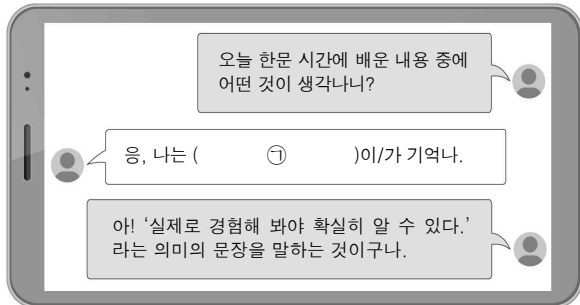 오늘 한문 시간에 배운 내용 중에
어떤 것이 생각나니?
응, 나는 ( ㉠ )이/가 기억나.
아! ‘실제로 경험해 봐야 확실히 알 수 있다.’
라는 의미의 문장을 말하는 것이구나.